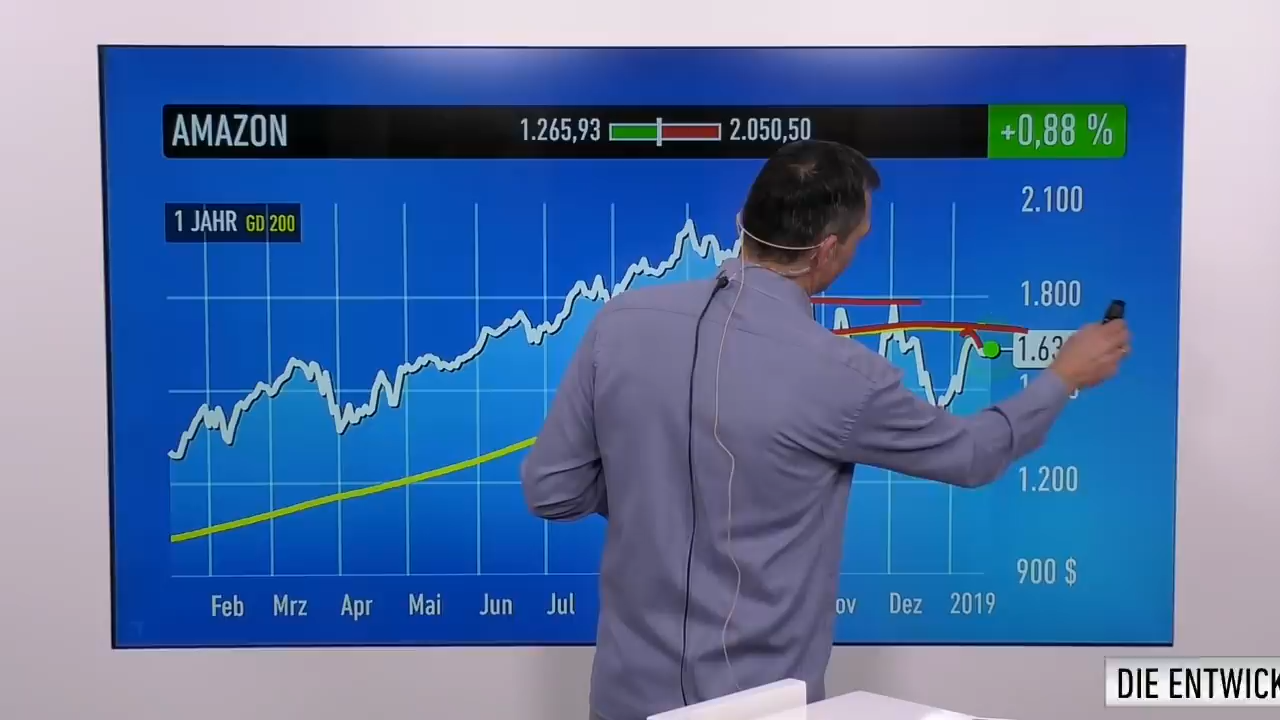 AMAZON 1.265,93 2.050,50 +0,88 %
1 JAHR GD 200
2.100
1.800
1.200
900 $
Feb Mrz Apr Mai Jun Jul Dez 2019
DIE ENTWICK